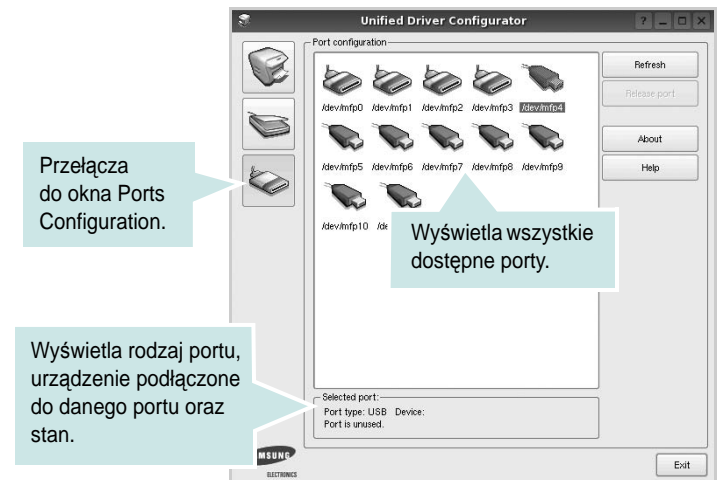 Unified Driver Configurator
Port configuration
/dev/mfp0 /dev/mfp1 /dev/mfp2 /dev/mfp3 /dev/mfp4
/dev/mfp5 /dev/mfp6 /dev/mfp7 /dev/mfp8 /dev/mfp9
/dev/mfp10
Refresh
Release port
About
Help
Przełącza
do okna Ports
Configuration.
Wyświetla wszystkie
dostępne porty.
Wyświetla rodzaj portu,
urządzenie podłączone
do danego portu oraz
stan.
Selected port:
Port type: USB Device:
Port is unused.
MSUNG
ELECTRONICS
Exit